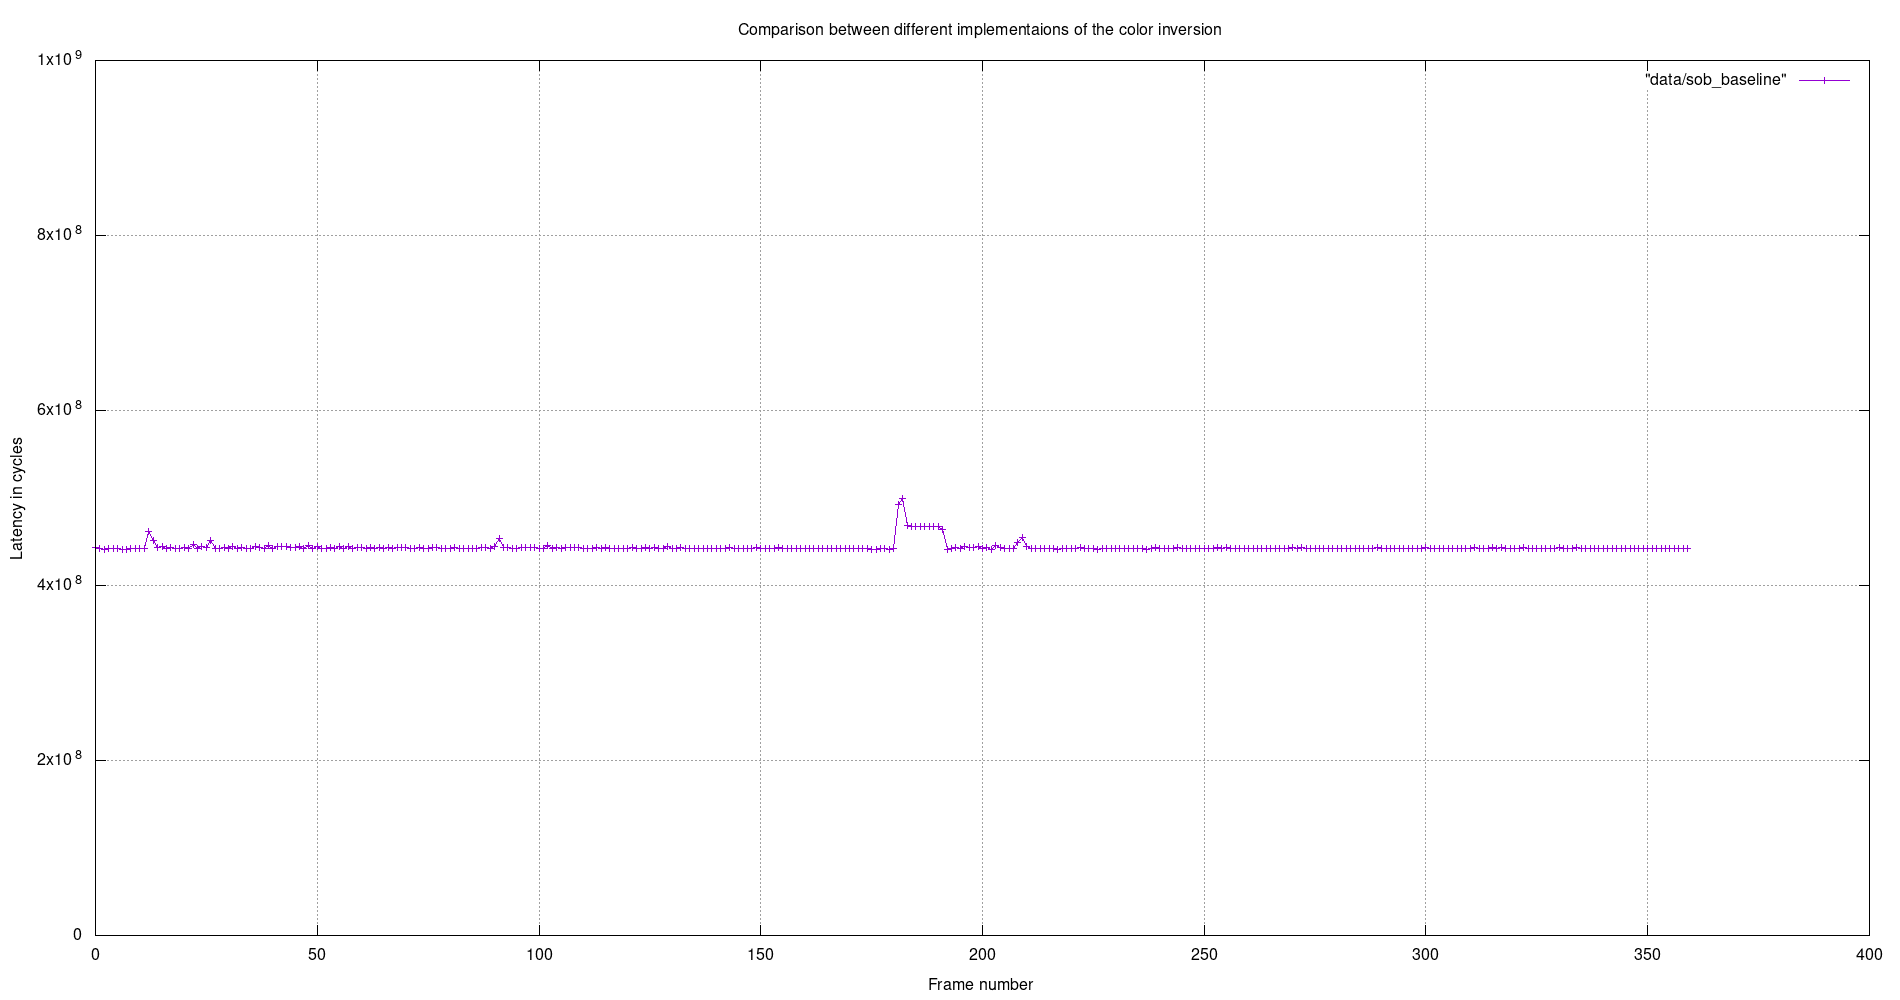 Comparison between different implementaions of the color inversion
1x10^9
"data/sob_baseline"
8x10^8
6x10^8
Latency in cycles
4x10^8
2x10^8
0
0 50 100 150 200 250 300 350 400
Frame number